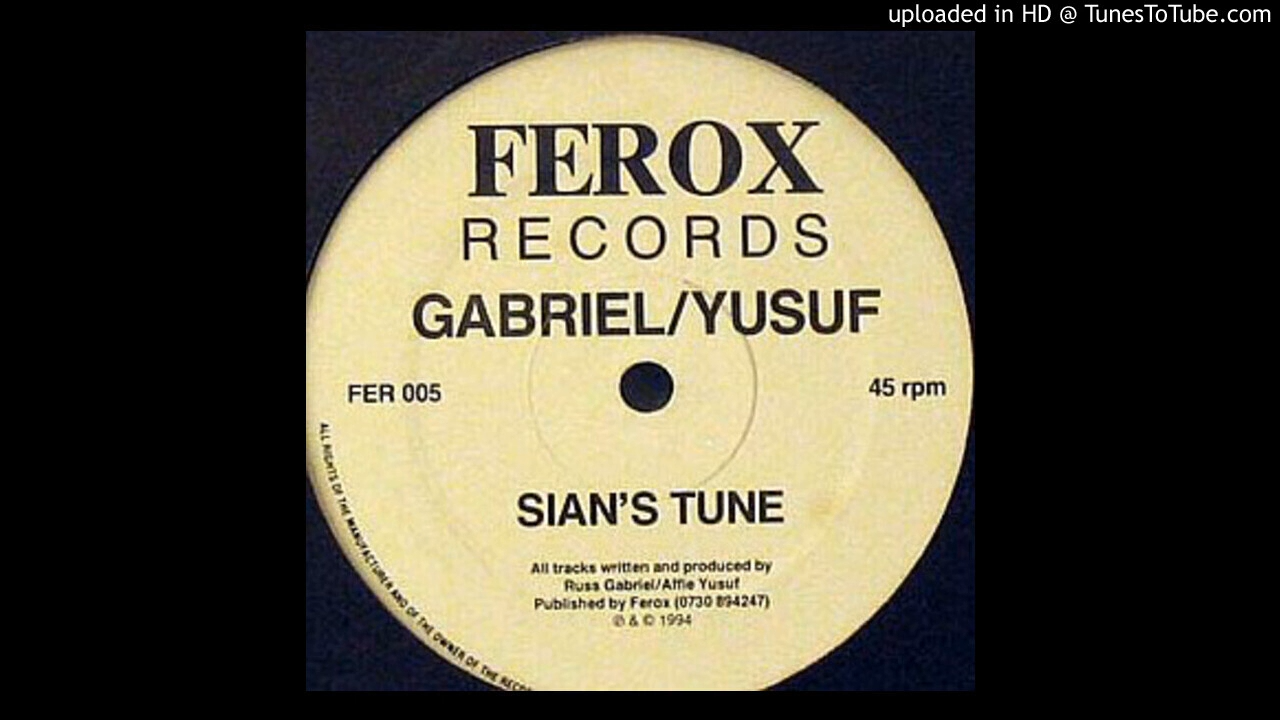 uploaded in HD @ TunesToTube.com
FEROX
RECORDS
GABRIEL/YUSUF
FER 005
45 rpm
SIAN'S TUNE
All tracks written and produced by
Russ Gabriel/Affie Yusuf
Published by Ferox (0730 894247)
℗ & © 1994
ALL RIGHTS OF THE MANUFACTURER AND OF THE OWNER OF THE RECOR